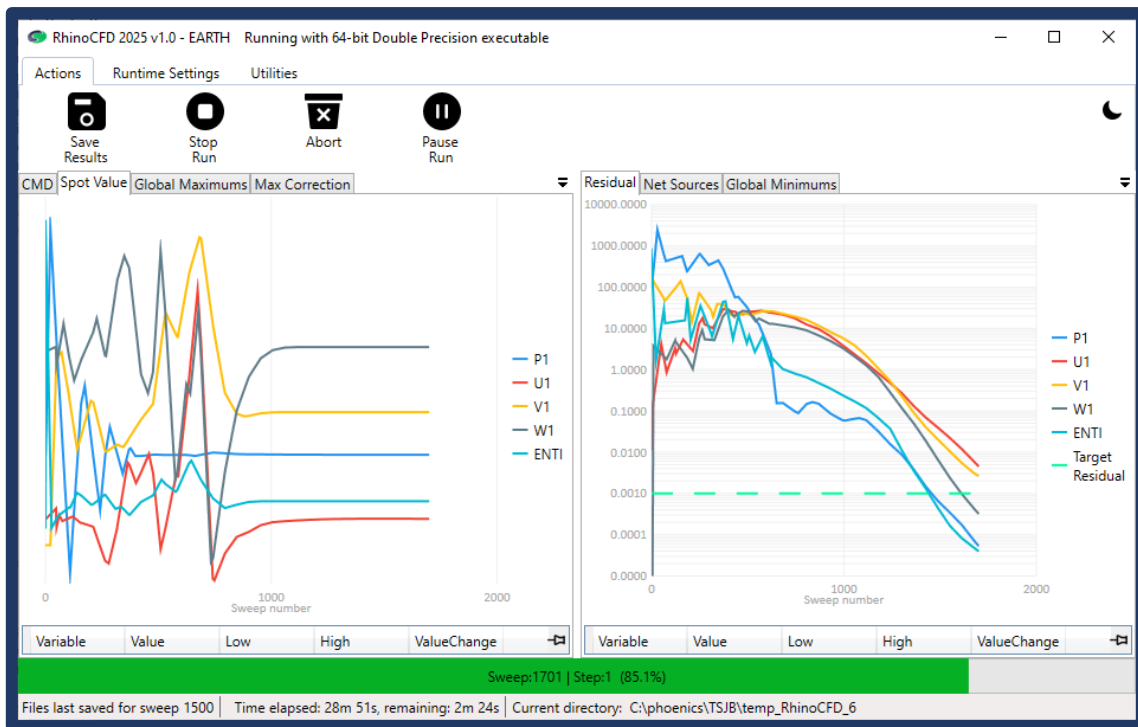 RhinoCFD 2025 v1.0 - EARTH Running with 64-bit Double Precision executable
Actions Runtime Settings Utilities
Save Results
Stop Run
Abort
Pause Run
CMD Spot Value Global Maximums Max Correction
0 1000 2000
Sweep number
P1
U1
V1
W1
ENTI
Variable Value Low High ValueChange
Residual Net Sources Global Minimums
10000.0000
1000.0000
100.0000
10.0000
1.0000
0.1000
0.0100
0.0010
0.0001
0.0000
0 1000 2000
Sweep number
P1
U1
V1
W1
ENTI
Target
Residual
Variable Value Low High ValueChange
Sweep:1701 | Step:1 (85.1%)
Files last saved for sweep 1500 Time elapsed: 28m 51s, remaining: 2m 24s Current directory: C:\phoenics\TSJB\temp_RhinoCFD_6